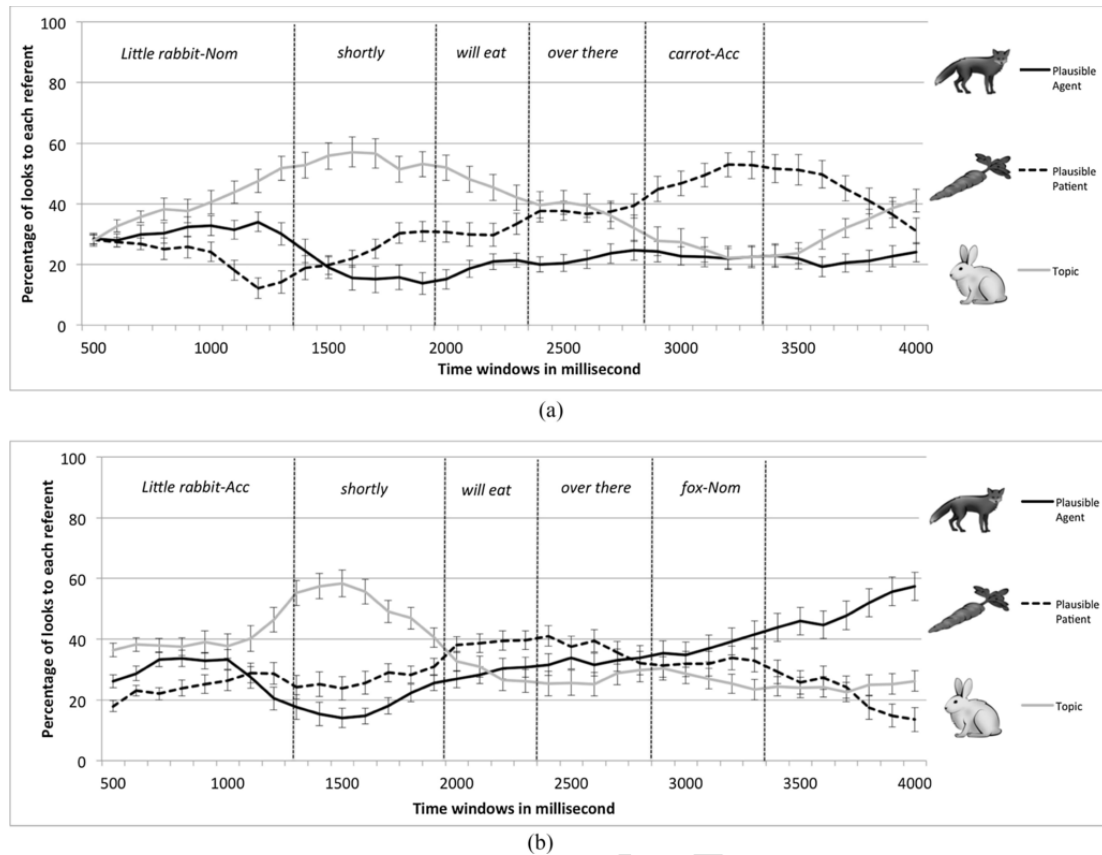 100
80
60
40
20
0
Percentage of looks to each referent
Little rabbit-Nom
shortly
will eat
over there
carrot-Acc
Plausible
Agent
Plausible
Patient
Topic
500 1000 1500 2000 2500 3000 3500 4000
Time windows in millisecond
(a)
100
80
60
40
20
0
Percentage of looks to each referent
Little rabbit-Acc
shortly
will eat
over there
fox-Nom
Plausible
Agent
Plausible
Patient
Topic
500 1000 1500 2000 2500 3000 3500 4000
Time windows in millisecond
(b)